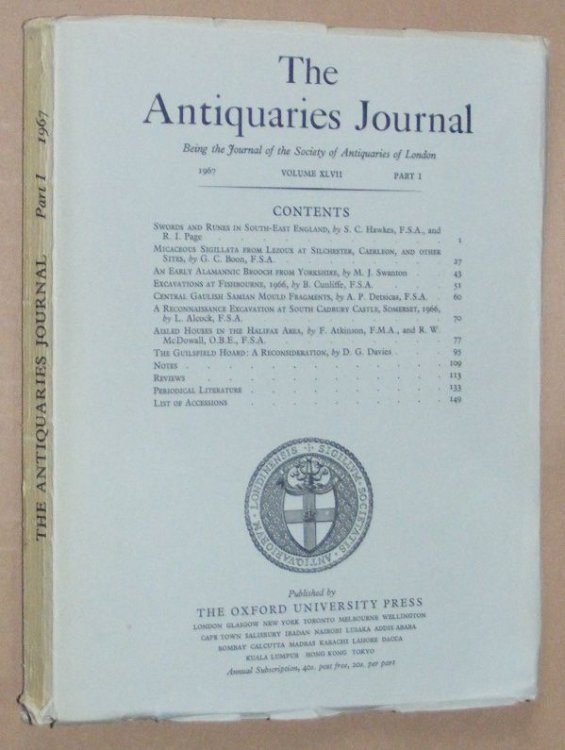 THE ANTIQUARIES JOURNAL Part I 1967
The
Antiquaries Journal
Being the Journal of the Society of Antiquaries of London
1967 VOLUME XLVII PART I
CONTENTS
SWORDS AND RUNES IN SOUTH-EAST ENGLAND, by S. C. Hawkes, F.S.A., and
R. I. Page . . . . . . . . . . 1
MICACEOUS SIGILLATA FROM LEZOUX AT SILCHESTER, CAERLEON, AND OTHER
SITES, by G. C. Boon, F.S.A. . . . . . . . 27
AN EARLY ALAMANNIC BROOCH FROM YORKSHIRE, by M. J. Swanton . . 43
EXCAVATIONS AT FISHBOURNE, 1966, by B. Cunliffe, F.S.A. . . . . 51
CENTRAL GAULISH SAMIAN MOULD FRAGMENTS, by A. P. Detsicas, F.S.A. . 60
A RECONNAISSANCE EXCAVATION AT SOUTH CADBURY CASTLE, SOMERSET, 1966,
by L. Alcock, F.S.A. . . . . . . . . 70
AISLED HOUSES IN THE HALIFAX AREA, by F. Atkinson, F.M.A., and R. W.
McDowall, O.B.E., F.S.A. . . . . . . . 77
THE GUILSFIELD HOARD: A RECONSIDERATION, by D. G. Davies . . . 95
NOTES . . . . . . . . . . . 109
REVIEWS . . . . . . . . . . . 113
PERIODICAL LITERATURE . . . . . . . . . 133
LIST OF ACCESSIONS . . . . . . . . . 149
SIGILLVM · SOCIETATIS · ANTIQVARIORVM · LONDINENSIS
Published by
THE OXFORD UNIVERSITY PRESS
LONDON GLASGOW NEW YORK TORONTO MELBOURNE WELLINGTON
CAPE TOWN SALISBURY IBADAN NAIROBI LUSAKA ADDIS ABABA
BOMBAY CALCUTTA MADRAS KARACHI LAHORE DACCA
KUALA LUMPUR HONG KONG TOKYO
Annual Subscription, 40s. post free, 20s. per part